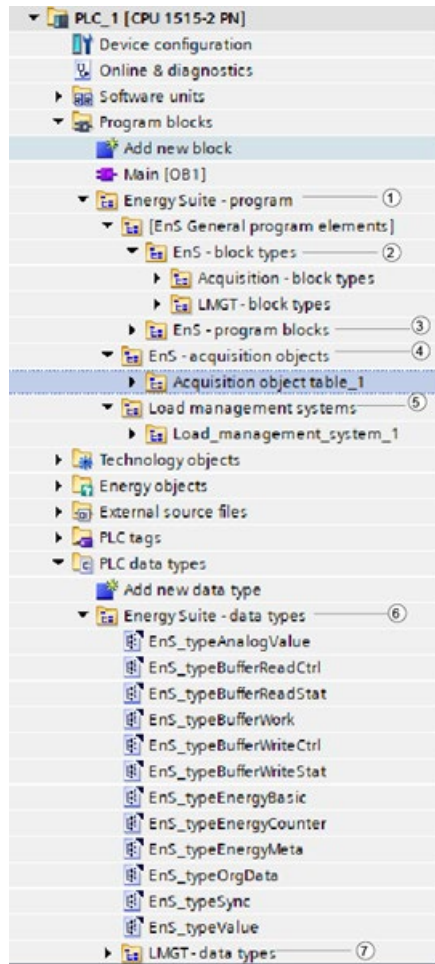 PLC_1 [CPU 1515-2 PN]
Device configuration
Online & diagnostics
Software units
Program blocks
Add new block
Main [OB1]
Energy Suite - program ①
[EnS General program elements]
EnS - block types ②
Acquisition - block types
LMGT - block types
EnS - program blocks ③
EnS - acquisition objects ④
Acquisition object table_1
Load management systems ⑤
Load_management_system_1
Technology objects
Energy objects
External source files
PLC tags
PLC data types
Add new data type
Energy Suite - data types ⑥
EnS_typeAnalogValue
EnS_typeBufferReadCtrl
EnS_typeBufferReadStat
EnS_typeBufferWork
EnS_typeBufferWriteCtrl
EnS_typeBufferWriteStat
EnS_typeEnergyBasic
EnS_typeEnergyCounter
EnS_typeEnergyMeta
EnS_typeOrgData
EnS_typeSync
EnS_typeValue
LMGT - data types ⑦